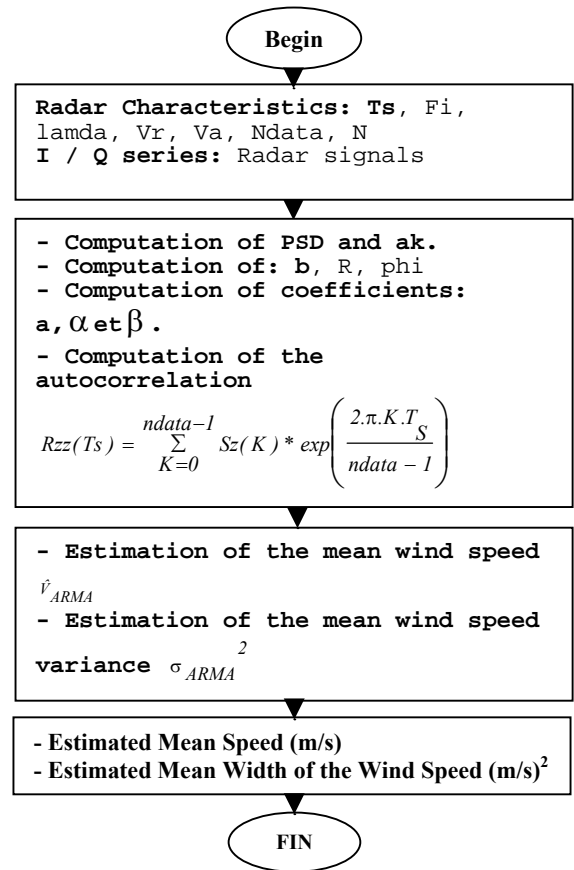 Begin
Radar Characteristics: Ts, Fi,
lamda, Vr, Va, Ndata, N
I / Q series: Radar signals
- Computation of PSD and ak.
- Computation of: b, R, phi
- Computation of coefficients:
a, α et β.
- Computation of the
autocorrelation
Rzz(Ts) = ndata−1 Σ K=0 Sz(K) * exp( 2.π.K.T_S / ndata − 1 )
- Estimation of the mean wind speed
V̂_ARMA
- Estimation of the mean wind speed
variance σ_ARMA^2
- Estimated Mean Speed (m/s)
- Estimated Mean Width of the Wind Speed (m/s)²
FIN